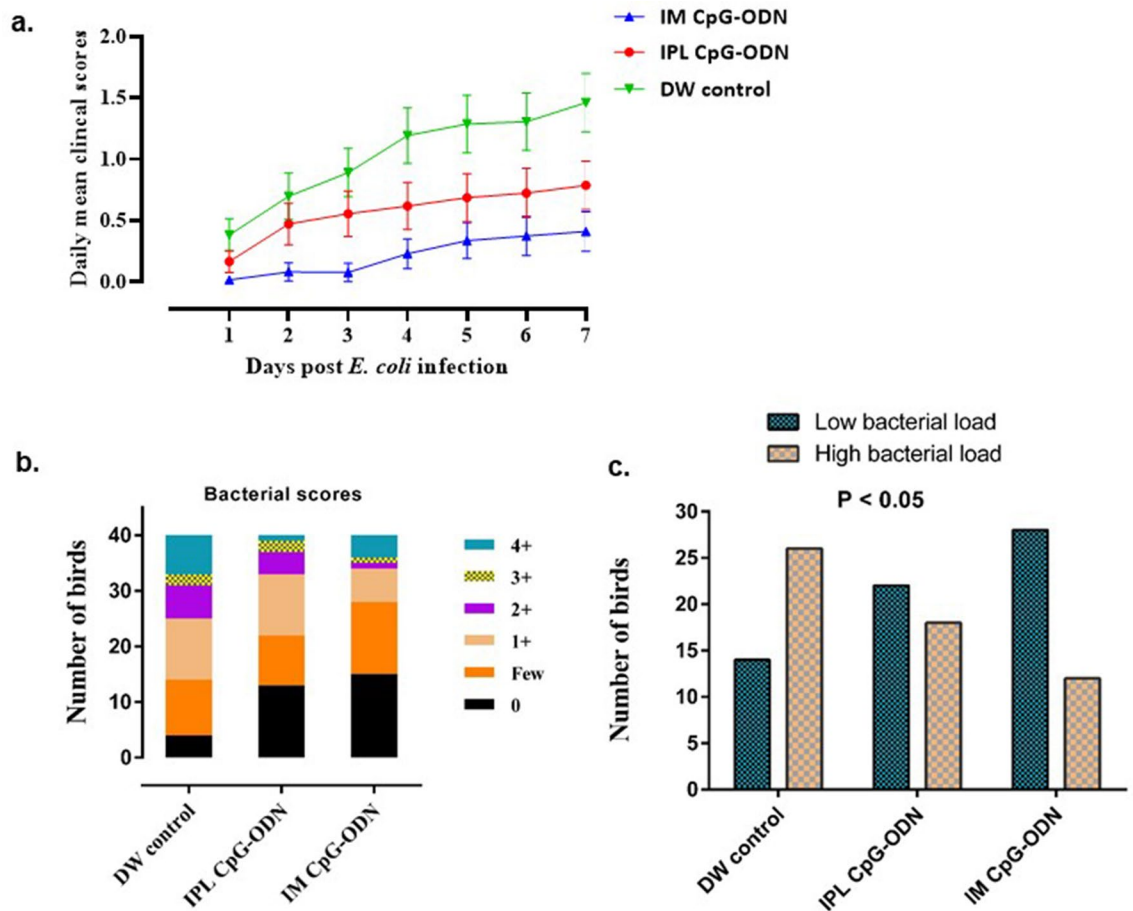 a.
IM CpG-ODN
IPL CpG-ODN
DW control
Daily mean clincal scores
2.0
1.5
1.0
0.5
0.0
1 2 3 4 5 6 7
Days post E. coli infection
b.
Bacterial scores
Number of birds
40
30
20
10
0
4+
3+
2+
1+
Few
0
DW control
IPL CpG-ODN
IM CpG-ODN
Low bacterial load
High bacterial load
c.
P < 0.05
Number of birds
30
25
20
15
10
5
0
DW control
IPL CpG-ODN
IM CpG-ODN